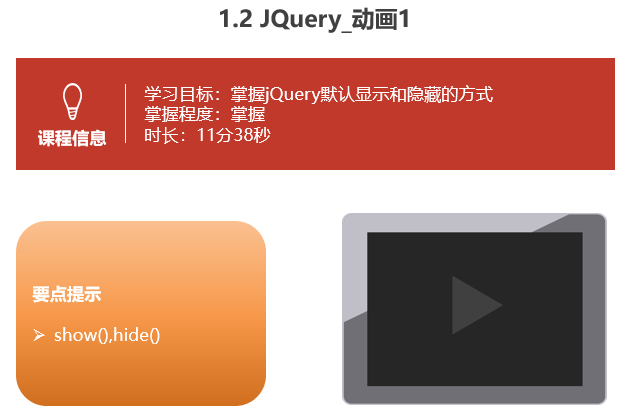 1.2 JQuery_动画1
课程信息
学习目标：掌握jQuery默认显示和隐藏的方式
掌握程度：掌握
时长：11分38秒
要点提示
➢ show(),hide()